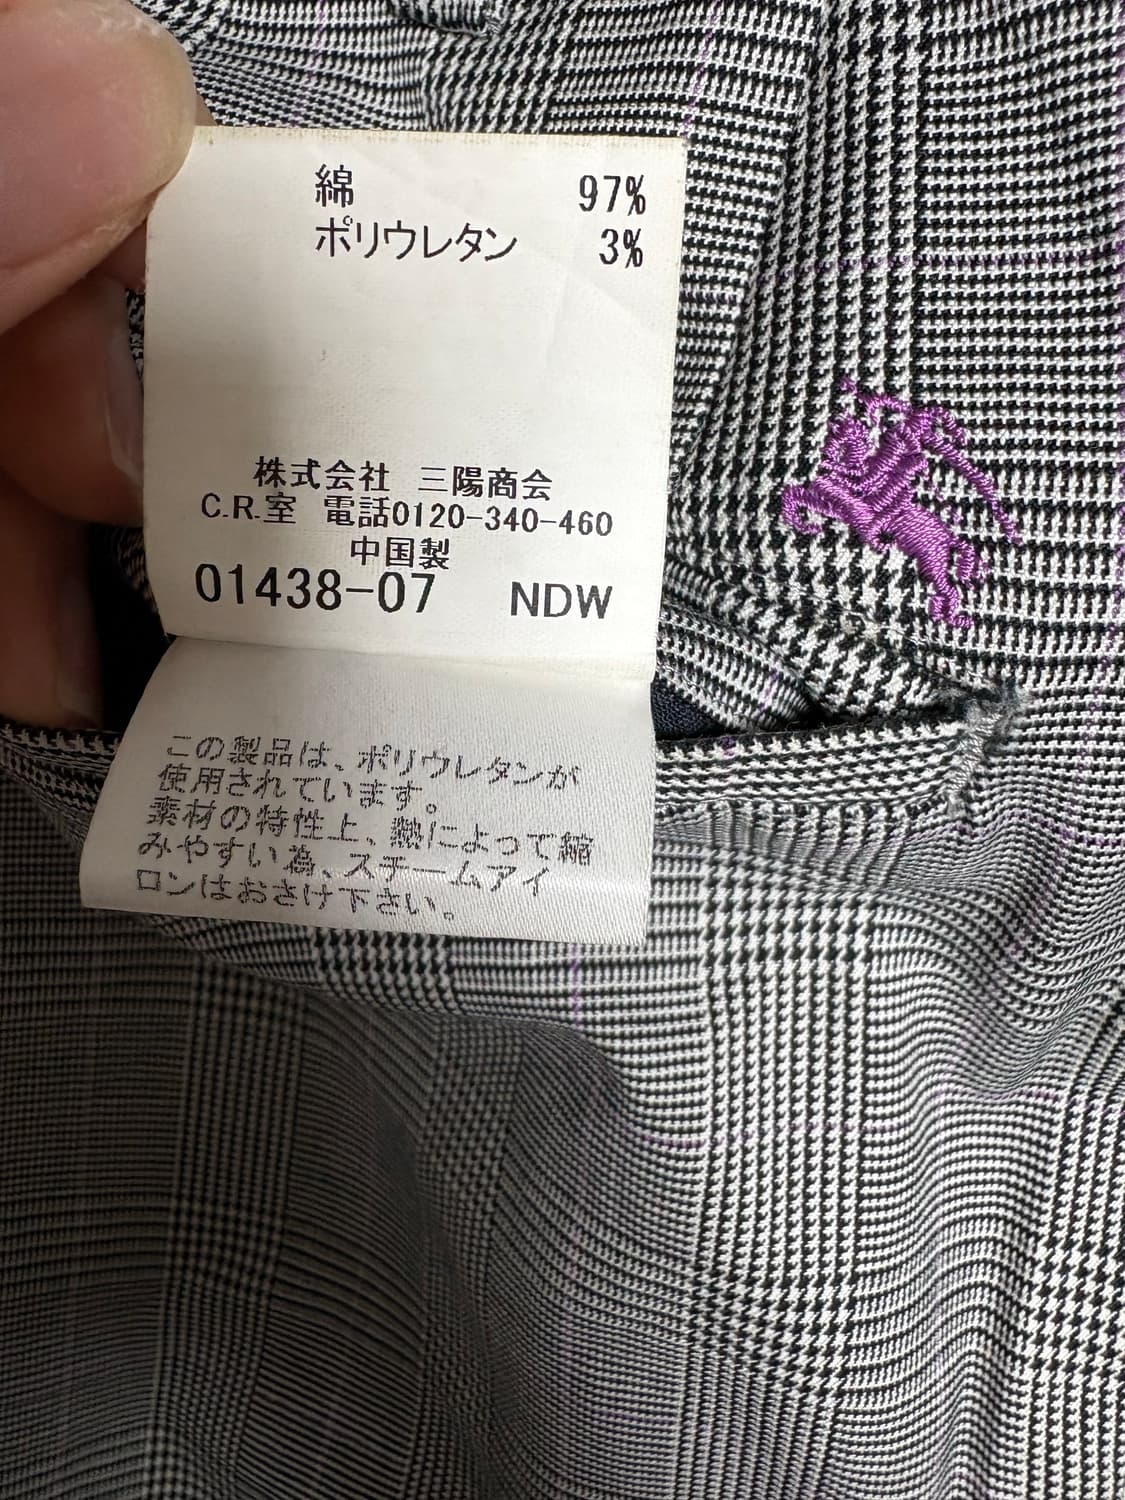 綿 97%
ポリウレタン 3%
株式会社 三陽商会
C.R.室 電話0120-340-460
中国製
01438-07 NDW
この製品は、ポリウレタンが
使用されています。
素材の特性上、熱によって縮
みやすい為、スチームアイ
ロンはおさけ下さい。